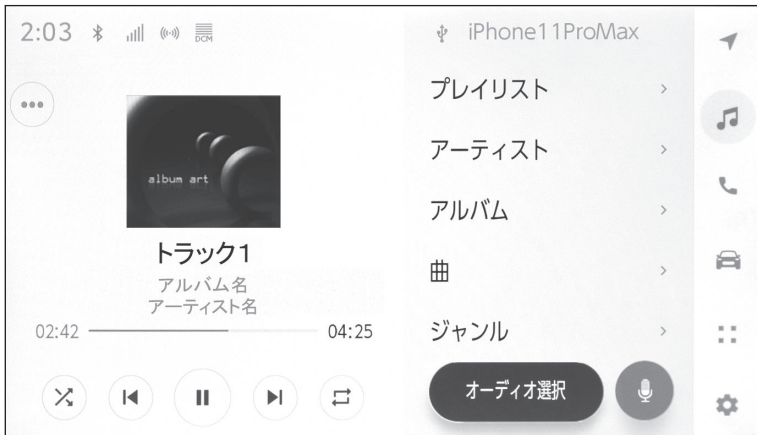 2:03
DCM
album art
トラック1
アルバム名
アーティスト名
02:42
04:25
iPhone11ProMax
プレイリスト
アーティスト
アルバム
曲
ジャンル
オーディオ選択